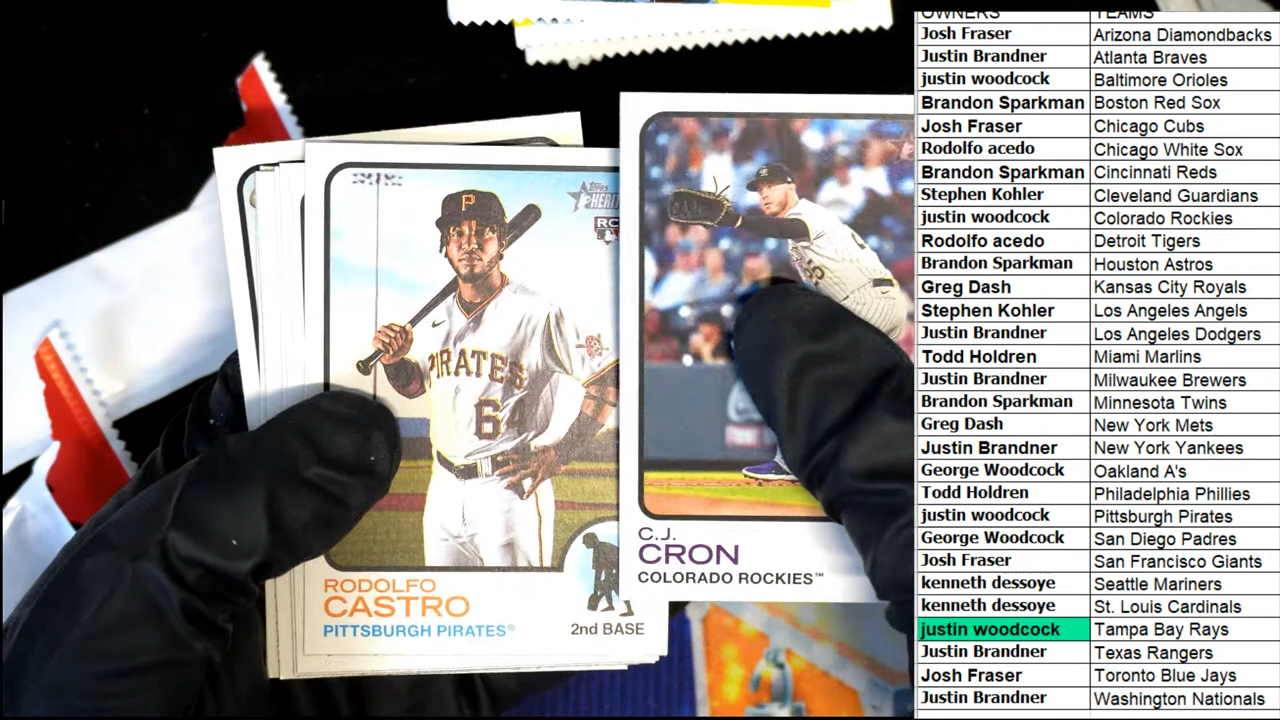 OWNERS TEAMS
Josh Fraser Arizona Diamondbacks
Justin Brandner Atlanta Braves
justin woodcock Baltimore Orioles
Brandon Sparkman Boston Red Sox
Josh Fraser Chicago Cubs
Rodolfo acedo Chicago White Sox
Brandon Sparkman Cincinnati Reds
Stephen Kohler Cleveland Guardians
justin woodcock Colorado Rockies
Rodolfo acedo Detroit Tigers
Brandon Sparkman Houston Astros
Greg Dash Kansas City Royals
Stephen Kohler Los Angeles Angels
Justin Brandner Los Angeles Dodgers
Todd Holdren Miami Marlins
Justin Brandner Milwaukee Brewers
Brandon Sparkman Minnesota Twins
Greg Dash New York Mets
Justin Brandner New York Yankees
George Woodcock Oakland A's
Todd Holdren Philadelphia Phillies
justin woodcock Pittsburgh Pirates
George Woodcock San Diego Padres
Josh Fraser San Francisco Giants
kenneth dessoye Seattle Mariners
kenneth dessoye St. Louis Cardinals
justin woodcock Tampa Bay Rays
Justin Brandner Texas Rangers
Josh Fraser Toronto Blue Jays
Justin Brandner Washington Nationals
Topps
HERIT
RC
P
PIRATES
6
RODOLFO
CASTRO
PITTSBURGH PIRATES®
2nd BASE
C.J.
CRON
COLORADO ROCKIES™